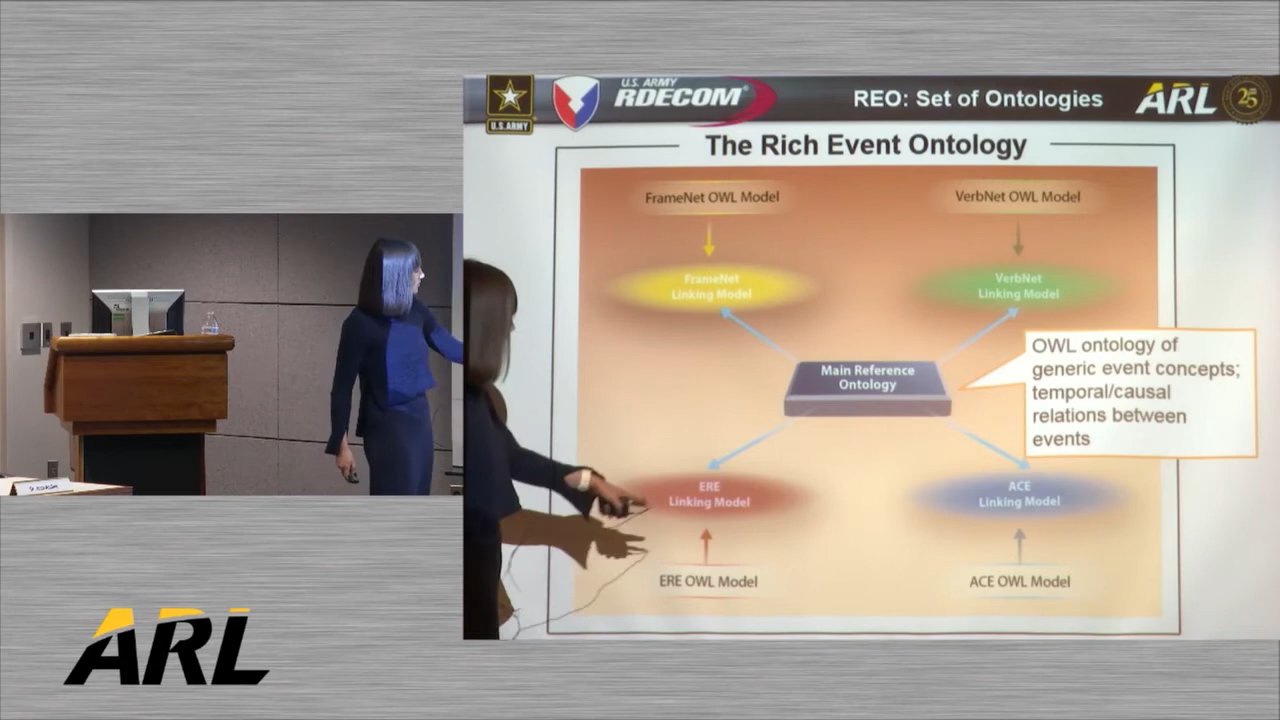 U.S. ARMY
U.S. ARMY
RDECOM
REO: Set of Ontologies
ARL
25
The Rich Event Ontology
FrameNet OWL Model
VerbNet OWL Model
FrameNet
Linking Model
VerbNet
Linking Model
OWL ontology of
generic event concepts;
temporal/causal
relations between
events
Main Reference
Ontology
ERE
Linking Model
ACE
Linking Model
ERE OWL Model
ACE OWL Model
ARL